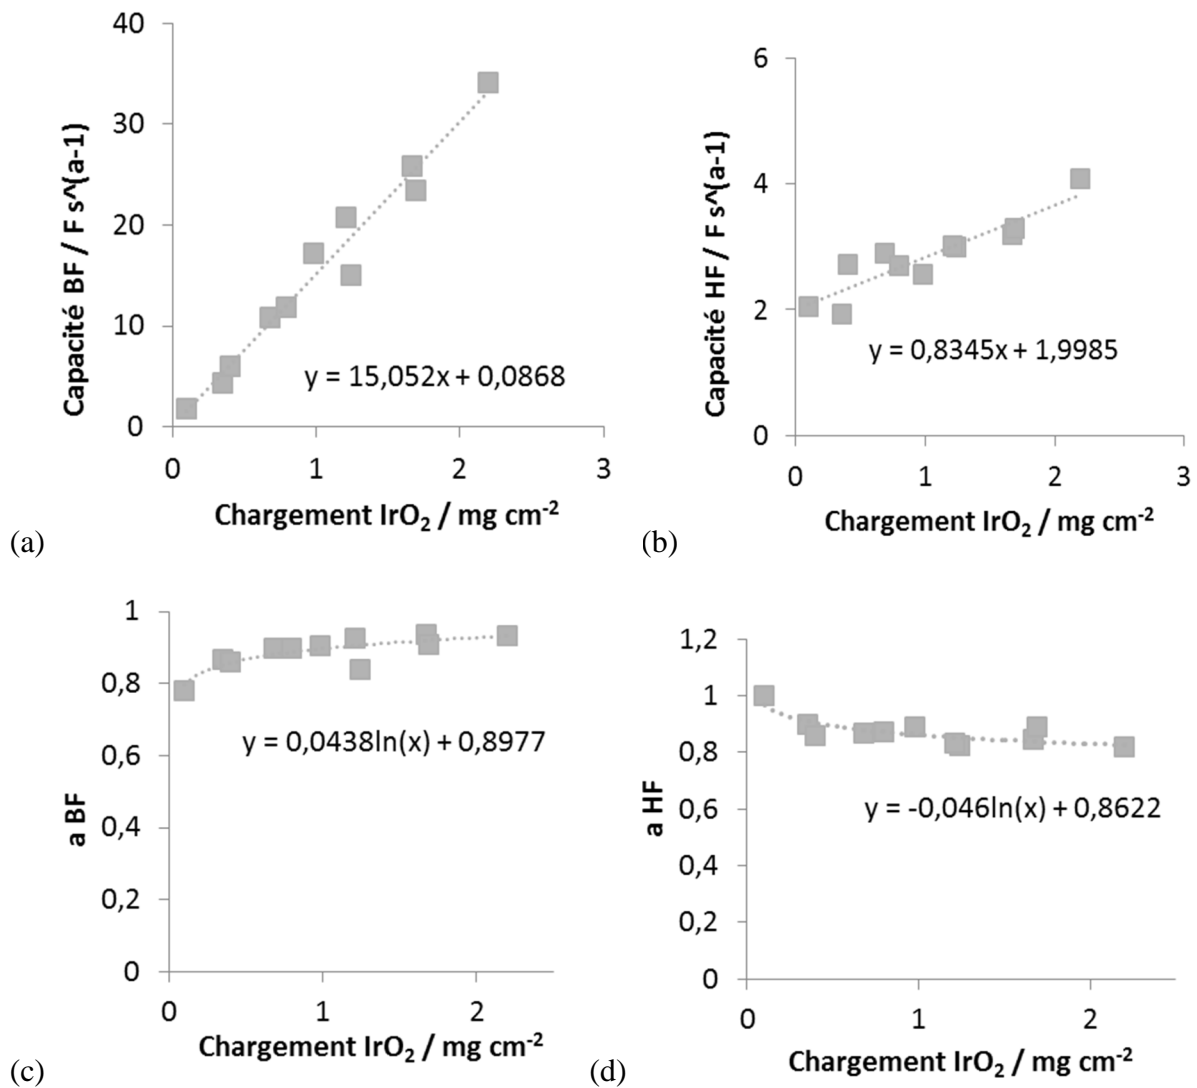 40
30
20
10
0
Capacité BF / F s^(a-1)
y = 15,052x + 0,0868
0 1 2 3
Chargement IrO₂ / mg cm⁻²
(a)
6
4
2
0
Capacité HF / F s^(a-1)
y = 0,8345x + 1,9985
0 1 2 3
Chargement IrO₂ / mg cm⁻²
(b)
1
0,8
0,6
0,4
0,2
0
a BF
y = 0,0438ln(x) + 0,8977
0 1 2
Chargement IrO₂ / mg cm⁻²
(c)
1,2
1
0,8
0,6
0,4
0,2
0
a HF
y = -0,046ln(x) + 0,8622
0 1 2
Chargement IrO₂ / mg cm⁻²
(d)